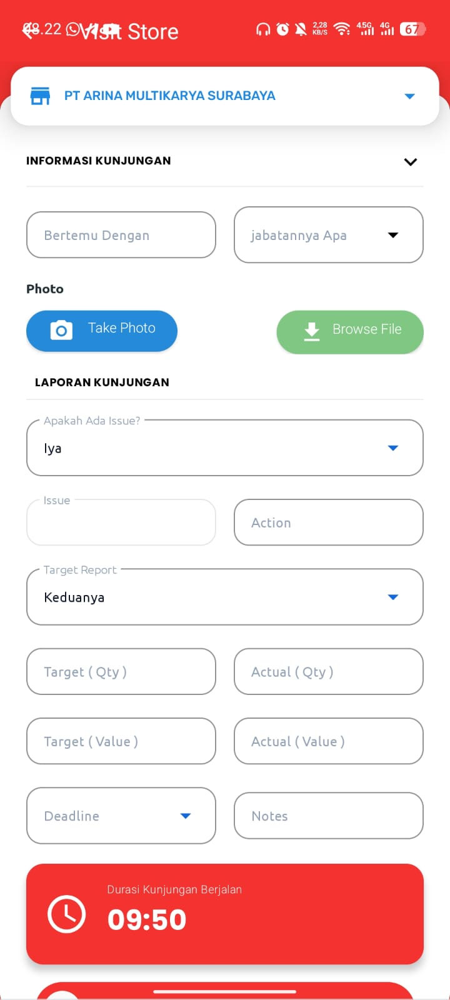 08.22 Visit Store 2,28 KB/S 4.5G 4G 67
PT ARINA MULTIKARYA SURABAYA
INFORMASI KUNJUNGAN
Bertemu Dengan jabatannya Apa
Photo
Take Photo Browse File
LAPORAN KUNJUNGAN
Apakah Ada Issue?
Iya
Issue
Action
Target Report
Keduanya
Target ( Qty ) Actual ( Qty )
Target ( Value ) Actual ( Value )
Deadline Notes
Durasi Kunjungan Berjalan
09:50